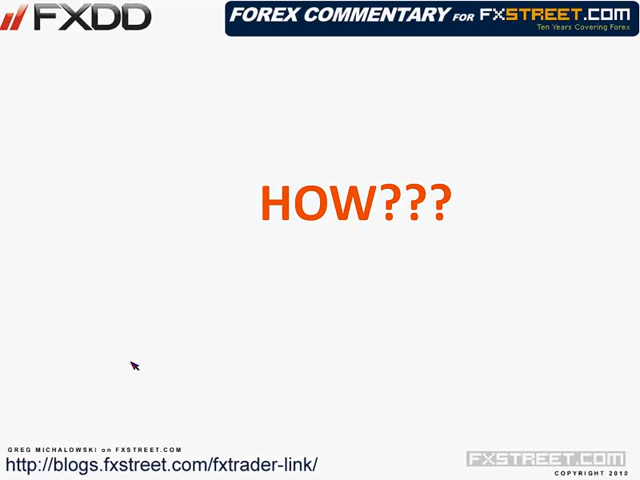 FXDD
FOREX COMMENTARY FOR FXSTREET.COM
Ten Years Covering Forex
HOW???
GREG MICHALOWSKI on FXSTREET.COM
http://blogs.fxstreet.com/fxtrader-link/
FXSTREET.COM
COPYRIGHT 2010